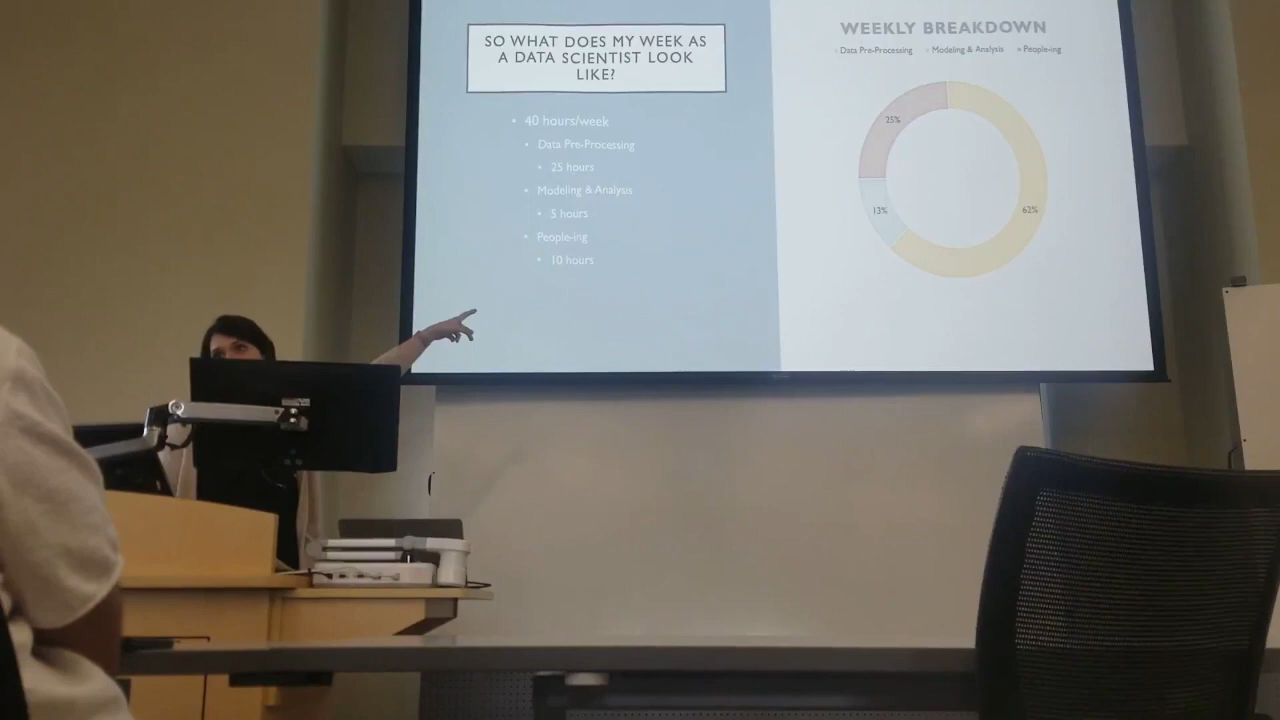 SO WHAT DOES MY WEEK AS
A DATA SCIENTIST LOOK
LIKE?
• 40 hours/week
• Data Pre-Processing
• 25 hours
• Modeling & Analysis
• 5 hours
• People-ing
• 10 hours
WEEKLY BREAKDOWN
Data Pre-Processing Modeling & Analysis People-ing
25%
13%
62%